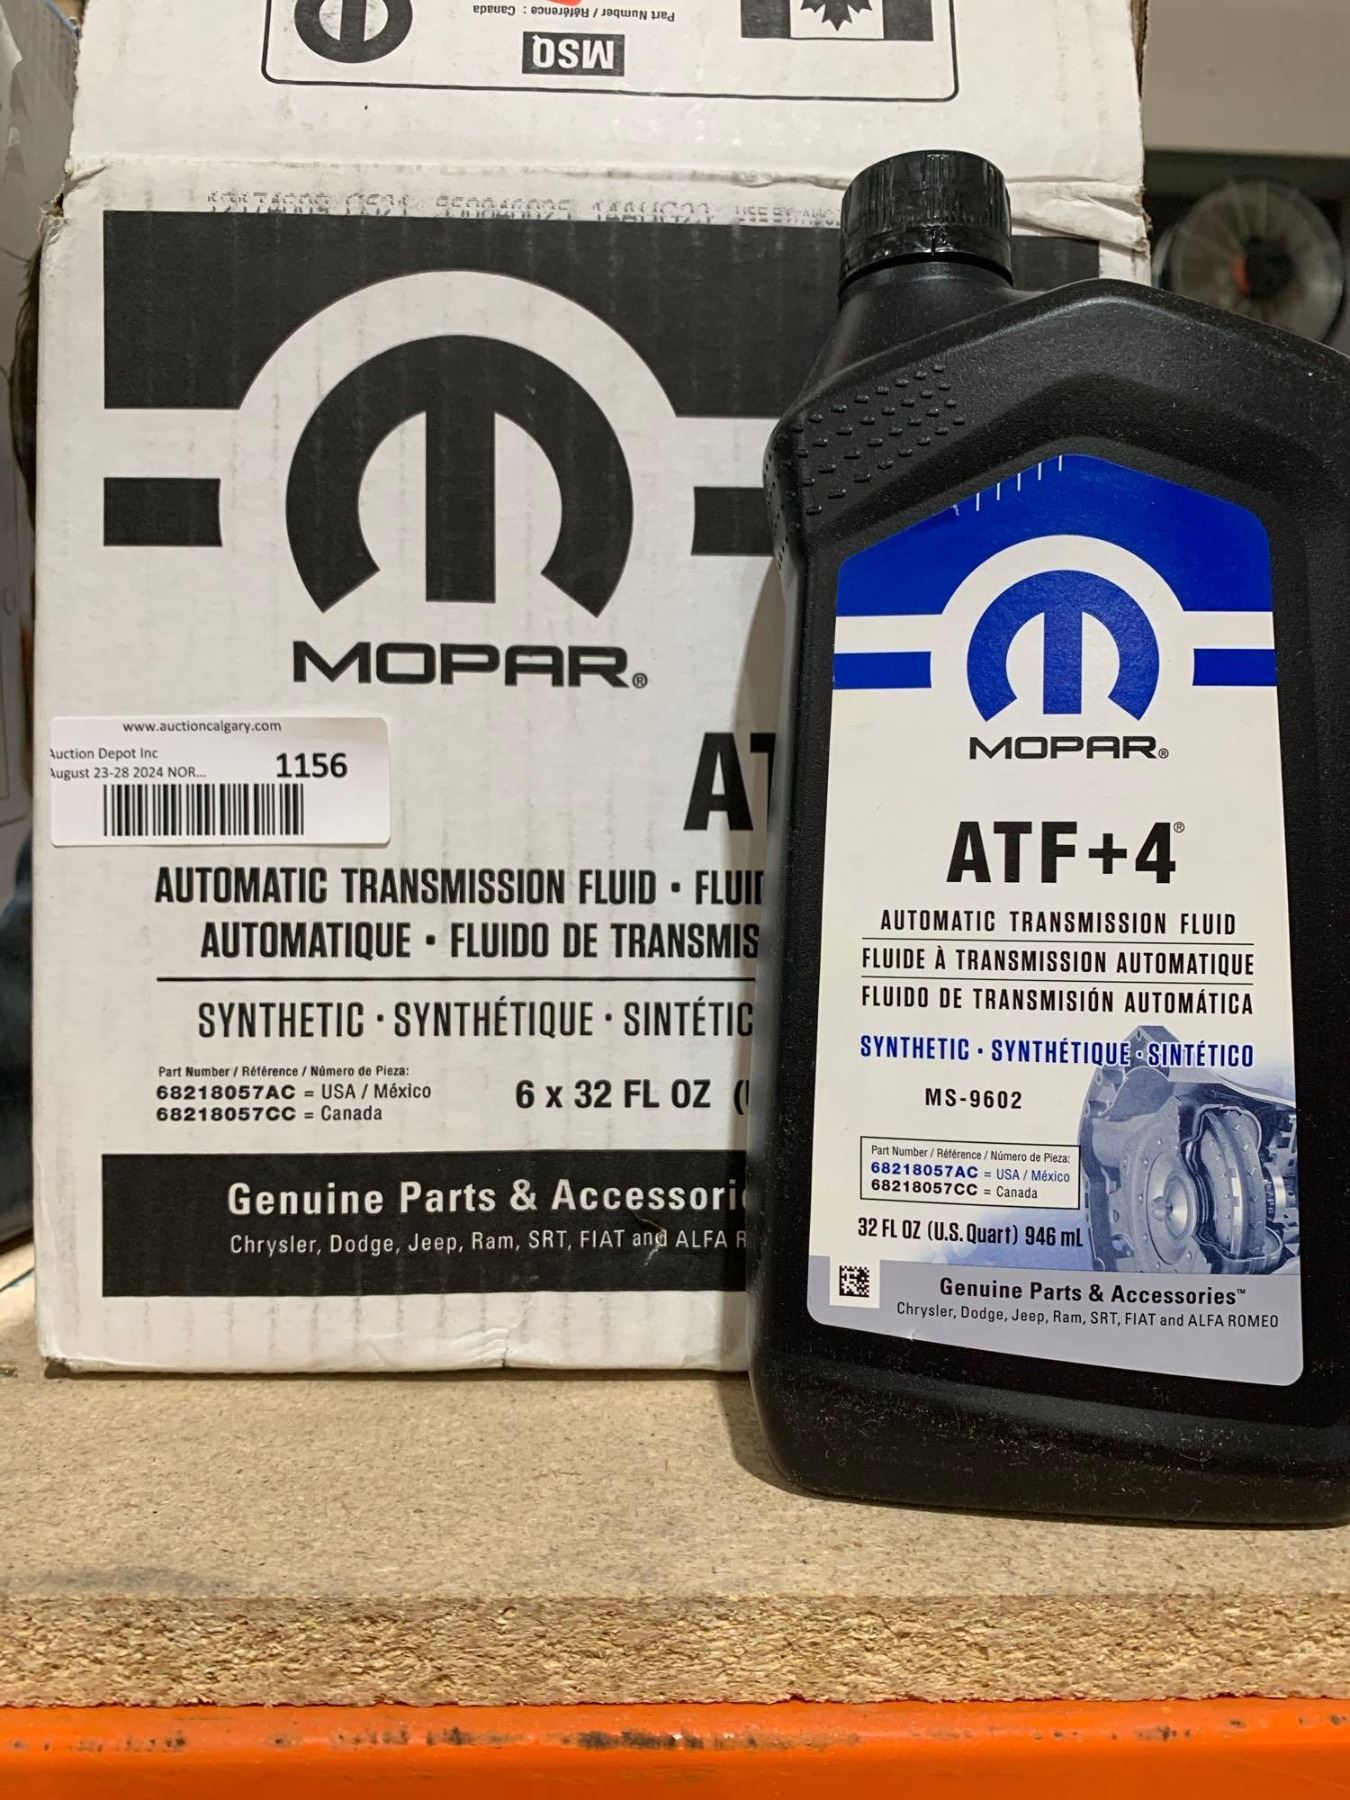 Part Number / Référence : Canada
MSQ
MOPAR®
www.auctioncalgary.com
Auction Depot Inc
August 23-28 2024 NOR...
1156
AUTOMATIC TRANSMISSION FLUID • FLUID
AUTOMATIQUE • FLUIDO DE TRANSMIS
SYNTHETIC · SYNTHÉTIQUE · SINTÉTIC
Part Number / Référence / Número de Pieza:
68218057AC = USA / México
68218057CC = Canada
6 x 32 FL OZ
Genuine Parts & Accessori
Chrysler, Dodge, Jeep, Ram, SRT, FIAT and ALFA R
MOPAR®
ATF+4®
AUTOMATIC TRANSMISSION FLUID
FLUIDE À TRANSMISSION AUTOMATIQUE
FLUIDO DE TRANSMISIÓN AUTOMÁTICA
SYNTHETIC · SYNTHÉTIQUE · SINTÉTICO
MS-9602
Part Number / Référence / Número de Pieza:
68218057AC = USA / México
68218057CC = Canada
32 FL OZ (U.S. Quart) 946 mL
Genuine Parts & Accessories™
Chrysler, Dodge, Jeep, Ram, SRT, FIAT and ALFA ROMEO